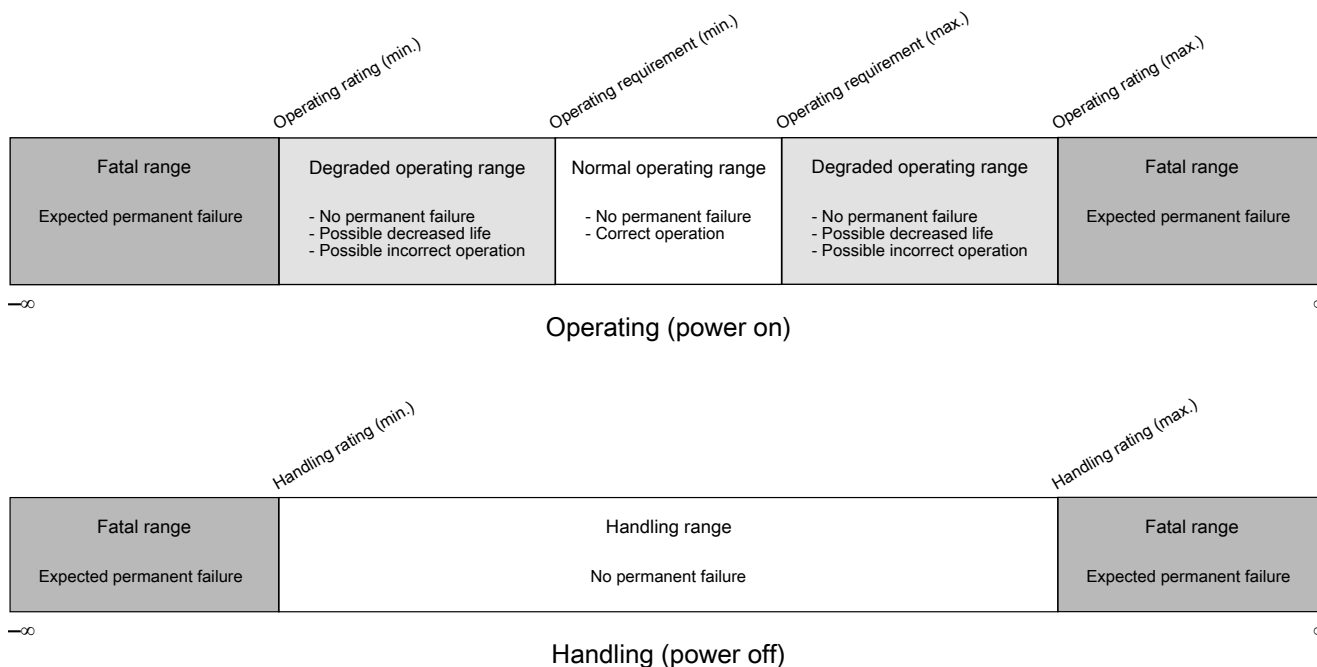 Operating rating (min.)
Operating requirement (min.)
Operating requirement (max.)
Operating rating (max.)
Fatal range
Degraded operating range
Normal operating range
Degraded operating range
Fatal range
Expected permanent failure
- No permanent failure
- Possible decreased life
- Possible incorrect operation
- No permanent failure
- Correct operation
- No permanent failure
- Possible decreased life
- Possible incorrect operation
Expected permanent failure
–∞
Operating (power on)
Handling rating (min.)
Handling rating (max.)
Fatal range
Handling range
Fatal range
Expected permanent failure
No permanent failure
Expected permanent failure
–∞
Handling (power off)